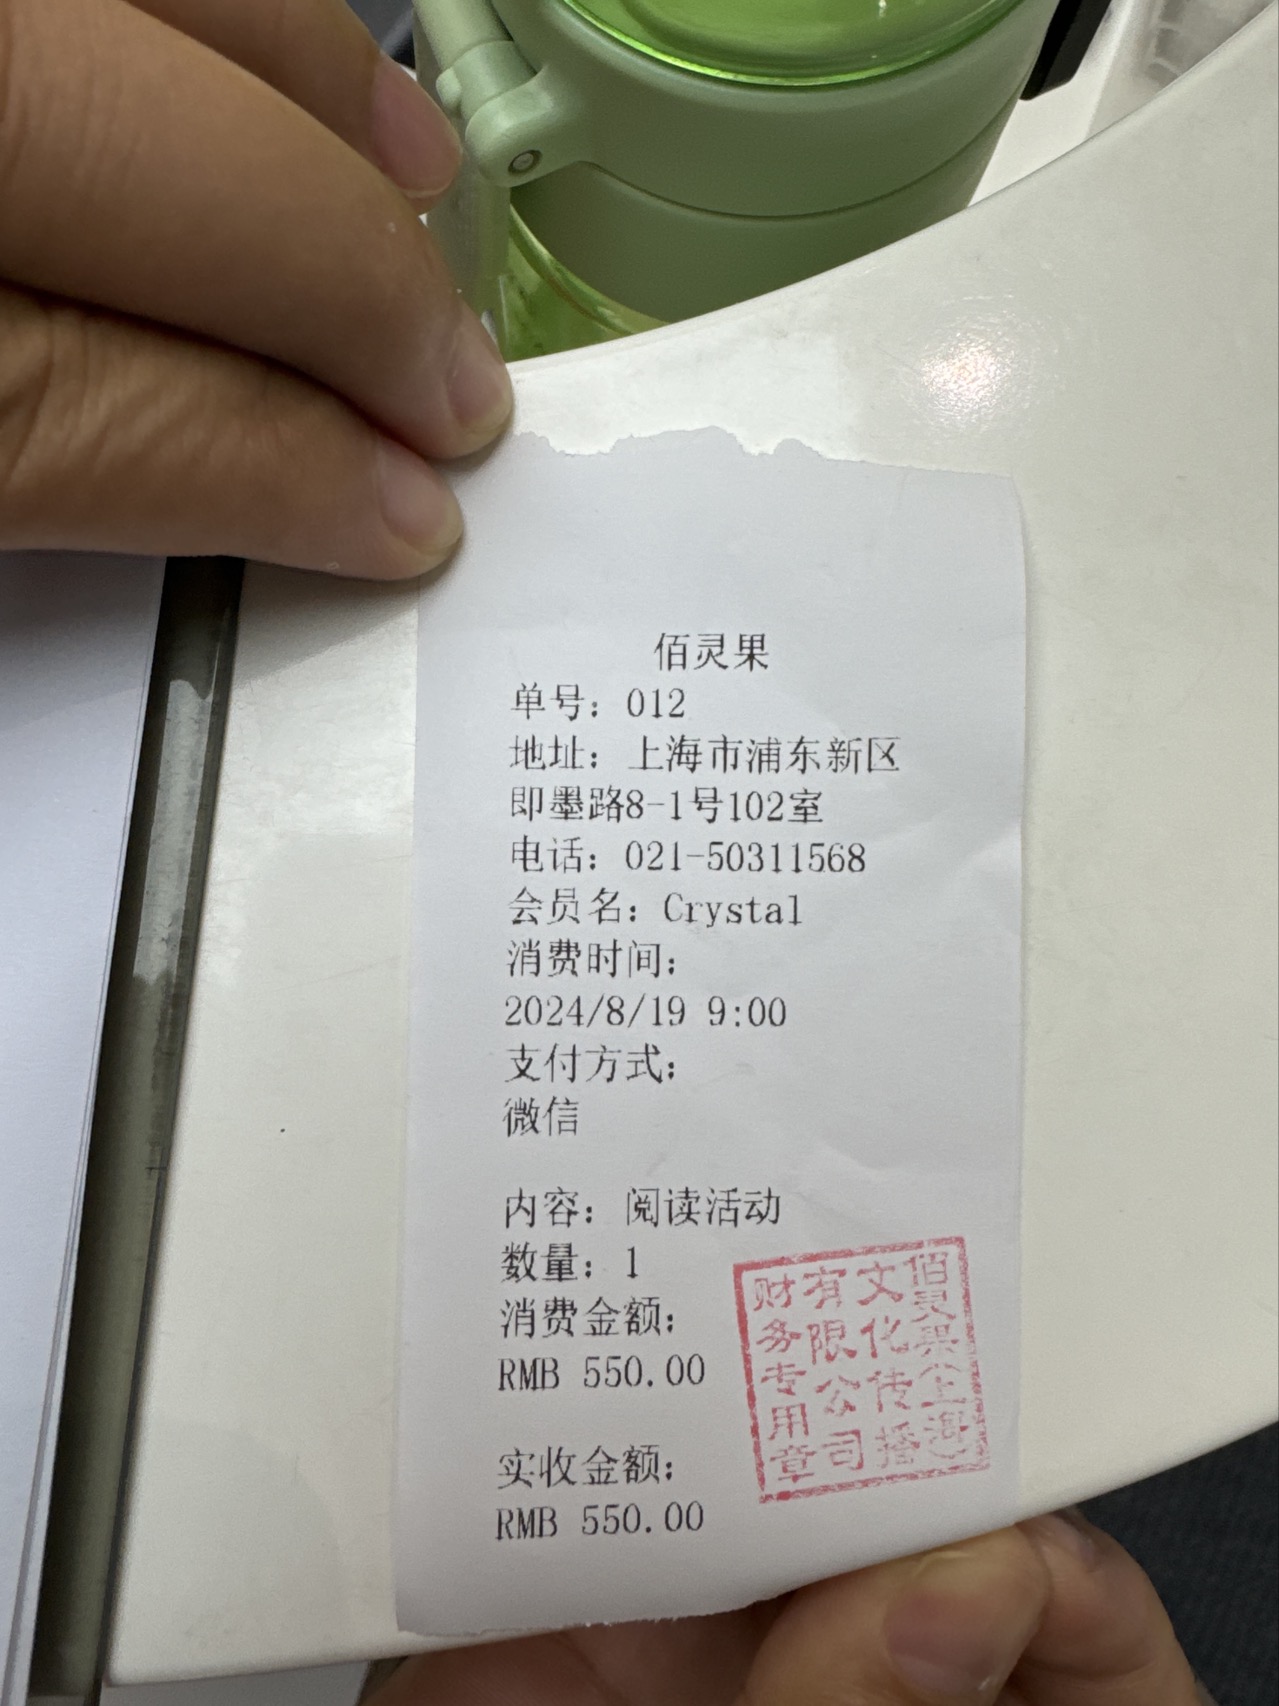 佰灵果
单号：012
地址：上海市浦东新区
即墨路8-1号102室
电话：021-50311568
会员名：Crystal
消费时间：
2024/8/19 9:00
支付方式：
微信
内容：阅读活动
数量：1
消费金额：
RMB 550.00
实收金额：
RMB 550.00
佰灵果
文化传播
有限公司
财务专用章